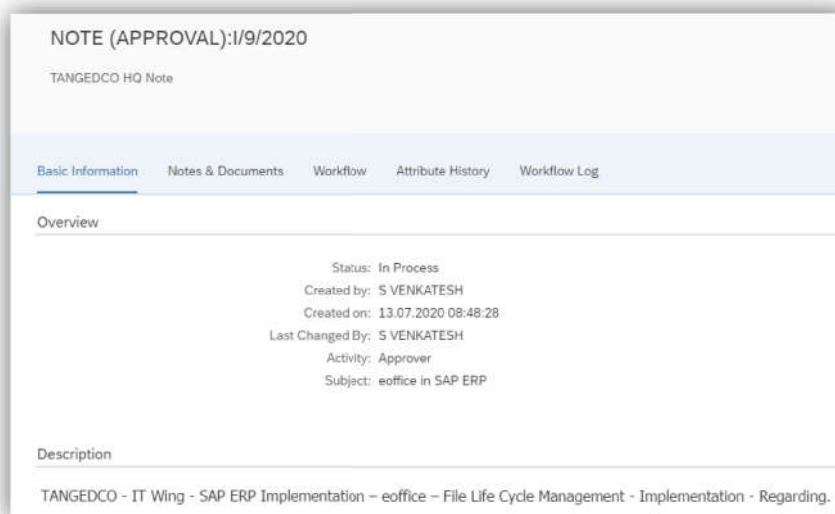 NOTE (APPROVAL):I/9/2020
TANGEDCO HQ Note
Basic Information Notes & Documents Workflow Attribute History Workflow Log
Overview
Status: In Process
Created by: S VENKATESH
Created on: 13.07.2020 08:48:28
Last Changed By: S VENKATESH
Activity: Approver
Subject: eoffice in SAP ERP
Description
TANGEDCO - IT Wing - SAP ERP Implementation – eoffice – File Life Cycle Management - Implementation - Regarding.